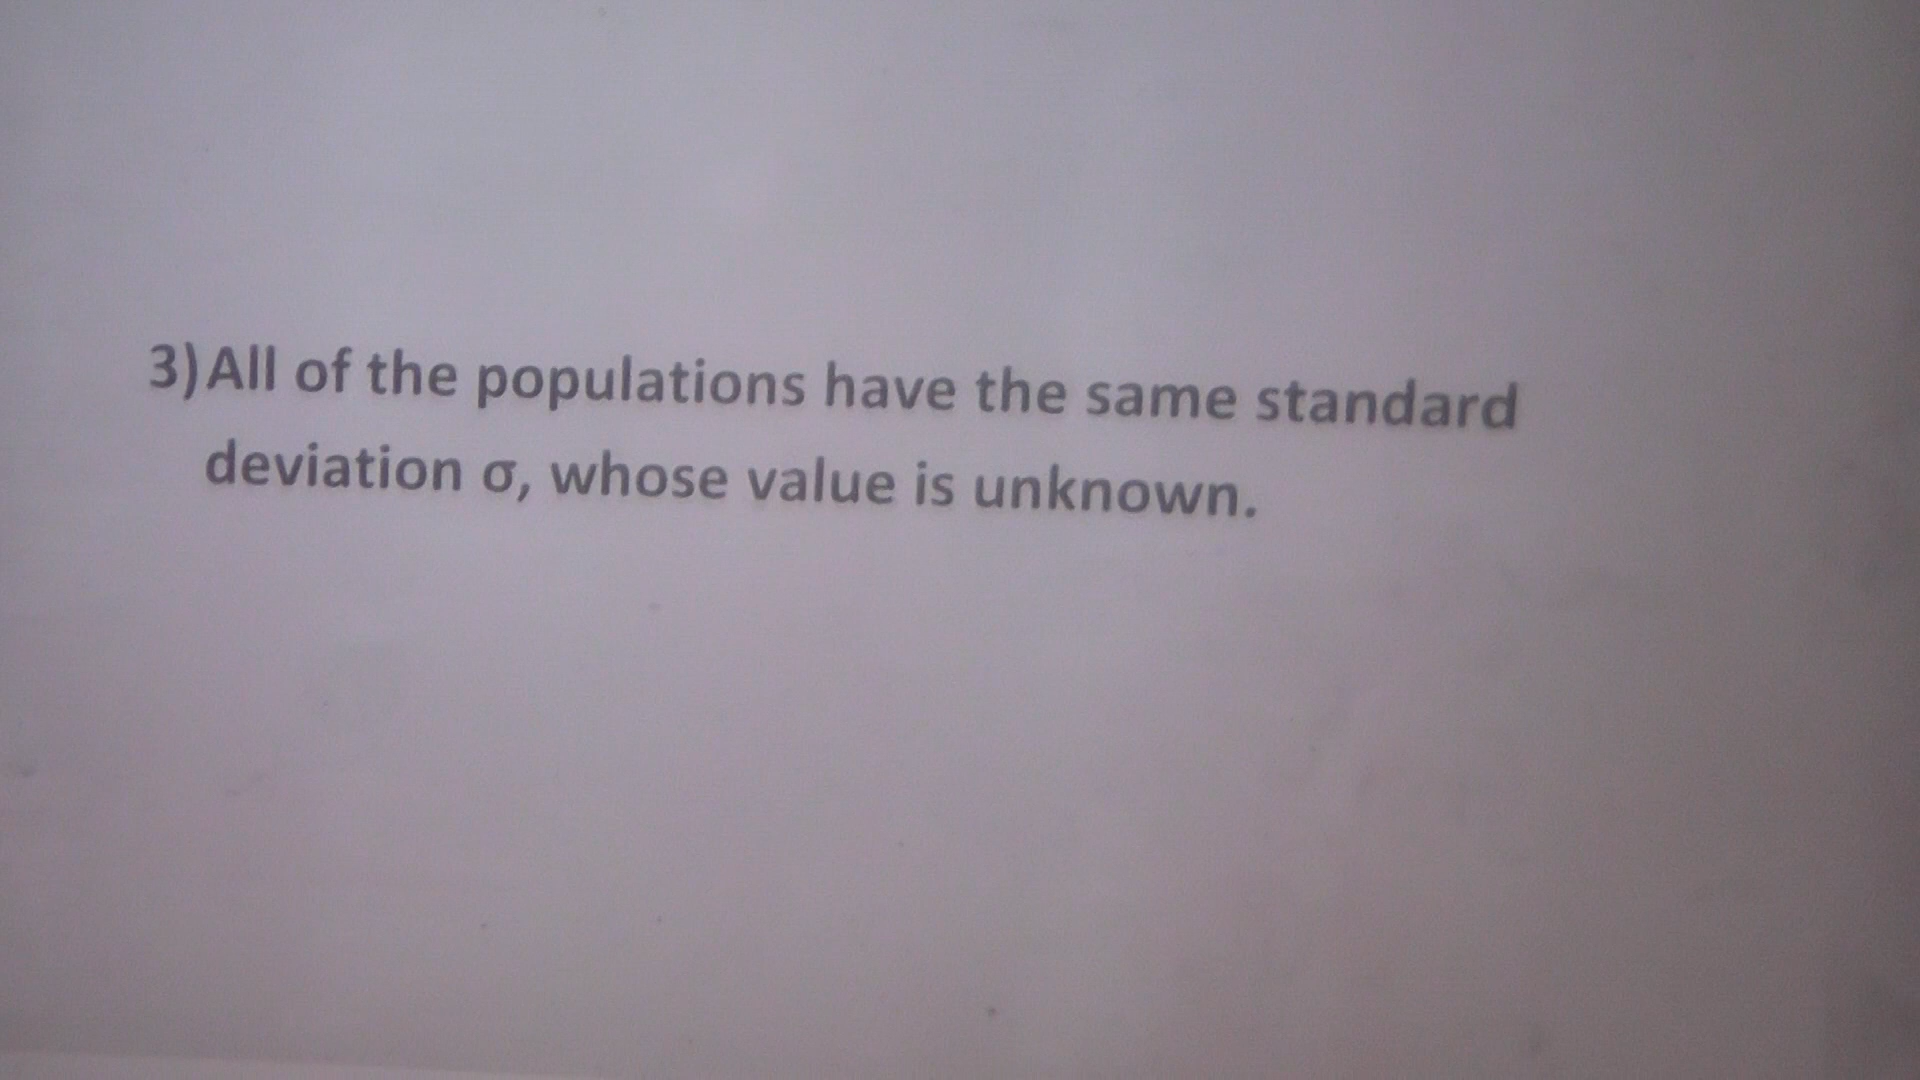 3)All of the populations have the same standard
deviation σ, whose value is unknown.